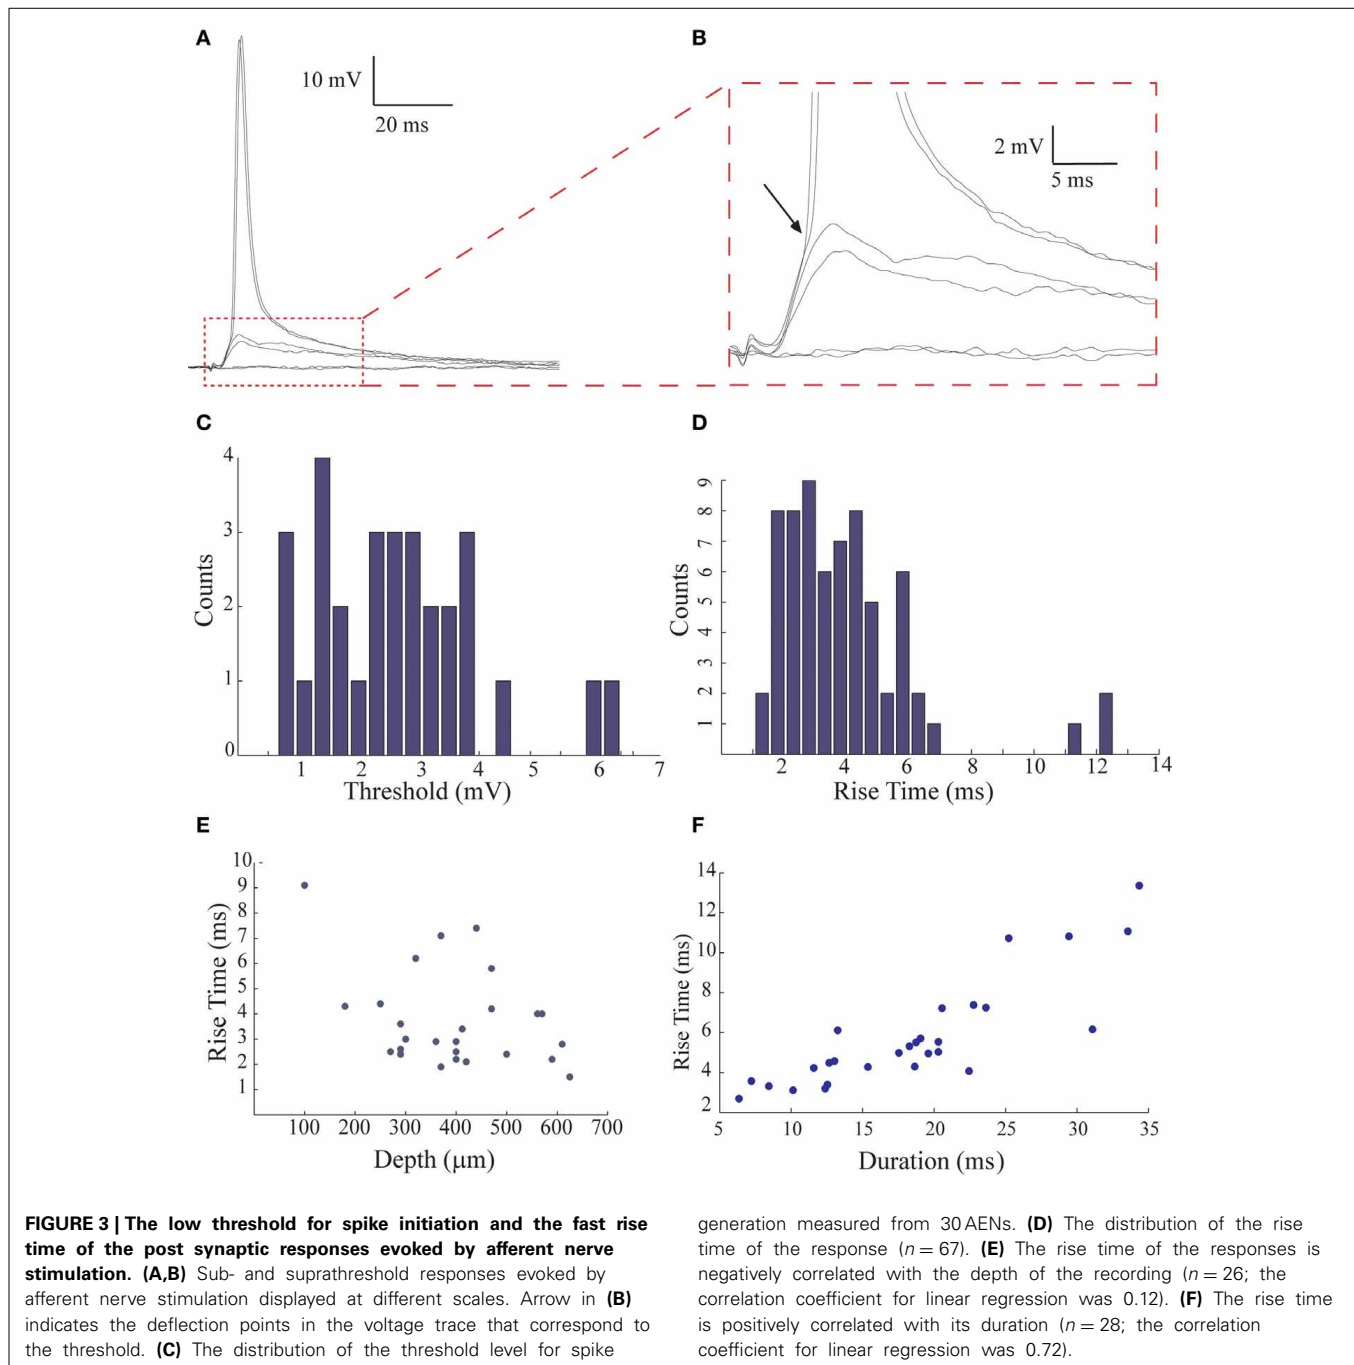 A
10 mV
20 ms
B
2 mV
5 ms
C
4
3
2
1
0
Counts
1 2 3 4 5 6 7
Threshold (mV)
D
9
8
7
6
5
4
3
2
1
Counts
2 4 6 8 10 12 14
Rise Time (ms)
E
10
9
8
7
6
5
4
3
2
1
Rise Time (ms)
100 200 300 400 500 600 700
Depth (μm)
F
14
12
10
8
6
4
2
Rise Time (ms)
5 10 15 20 25 30 35
Duration (ms)
FIGURE 3 | The low threshold for spike initiation and the fast rise
time of the post synaptic responses evoked by afferent nerve
stimulation. (A,B) Sub- and suprathreshold responses evoked by
afferent nerve stimulation displayed at different scales. Arrow in (B)
indicates the deflection points in the voltage trace that correspond to
the threshold. (C) The distribution of the threshold level for spike
generation measured from 30 AENs. (D) The distribution of the rise
time of the response (n = 67). (E) The rise time of the responses is
negatively correlated with the depth of the recording (n = 26; the
correlation coefficient for linear regression was 0.12). (F) The rise time
is positively correlated with its duration (n = 28; the correlation
coefficient for linear regression was 0.72).